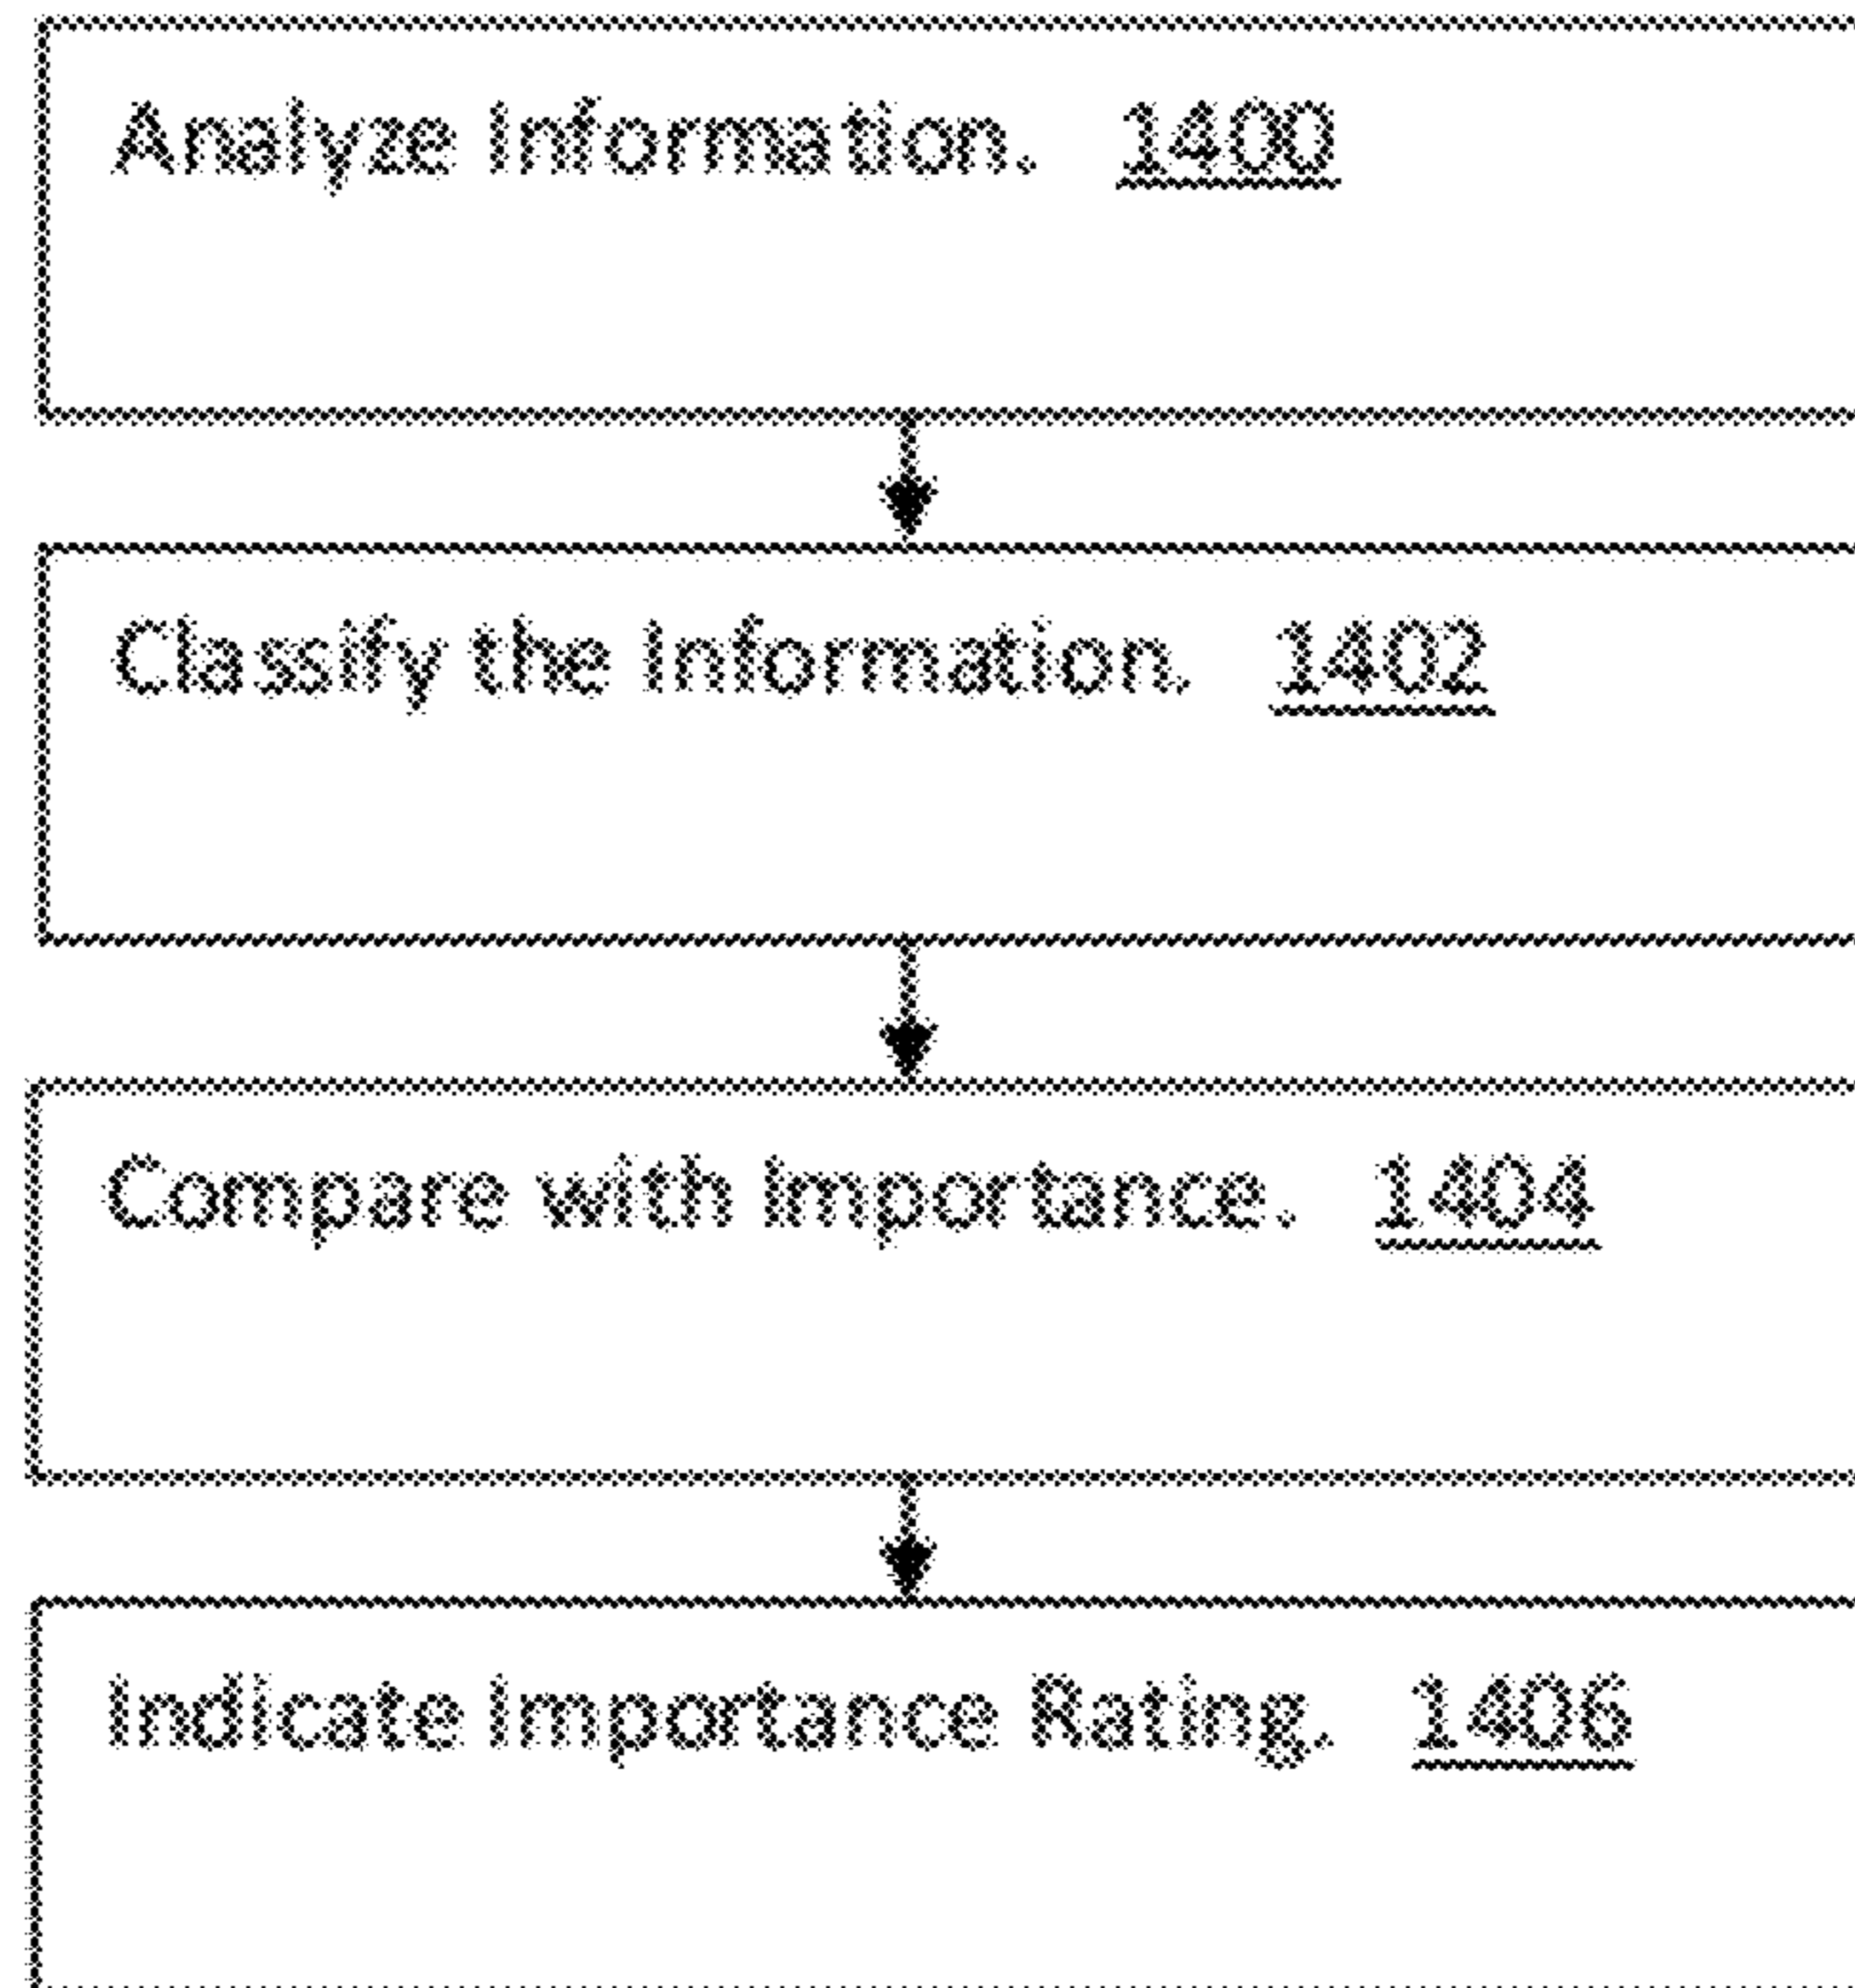 Analyze Information. 1400
Classify the Information. 1402
Compare with Importance. 1404
Indicate Importance Rating. 1406